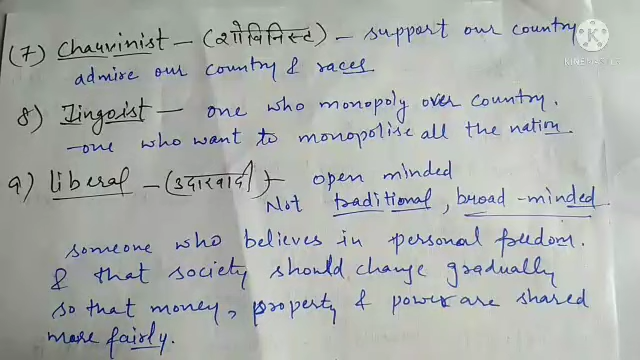 (7) Chauvinist – (शोविनिस्ट) – support our country
admire our country & races
8) Jingoist – one who monopoly over country.
– one who want to monopolise all the nation.
9) liberal – (उदारवादी) – open minded
Not traditional, broad-minded
someone who believes in personal freedom.
& that society should change gradually
so that money, property & power are shared
more fairly.